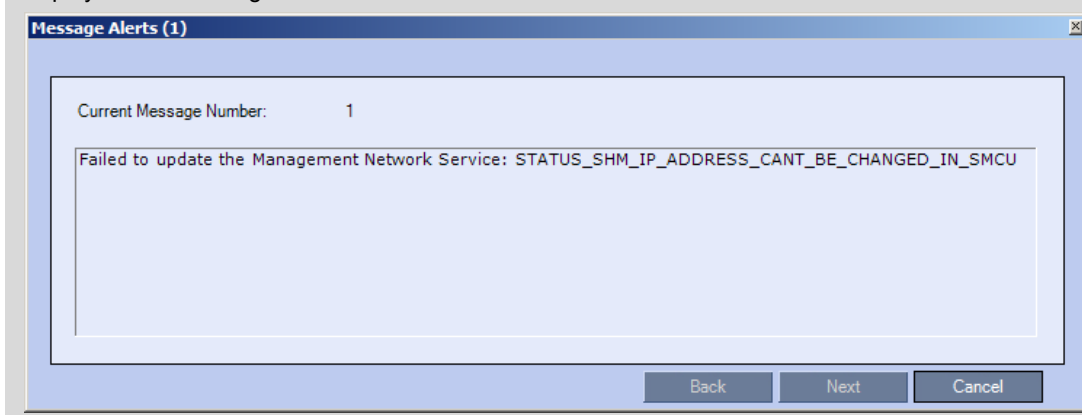 Message Alerts (1)
Current Message Number: 1
Failed to update the Management Network Service: STATUS_SHM_IP_ADDRESS_CANT_BE_CHANGED_IN_SMCU
Back Next Cancel